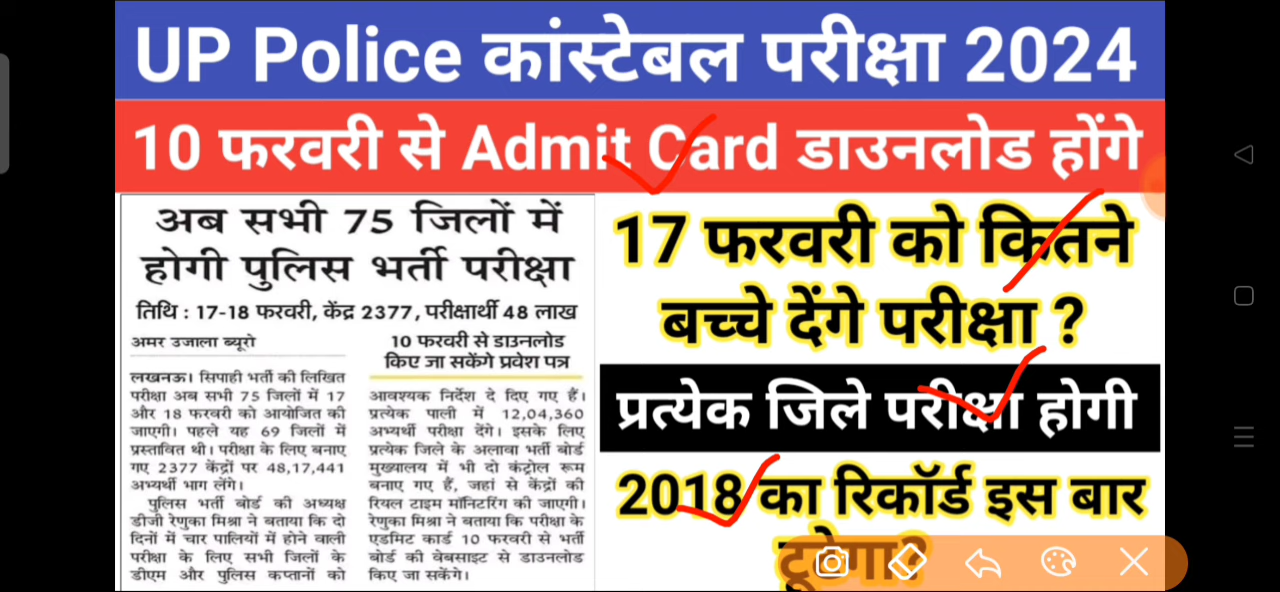 UP Police कांस्टेबल परीक्षा 2024
10 फरवरी से Admit Card डाउनलोड होंगे
अब सभी 75 जिलों में
होगी पुलिस भर्ती परीक्षा
तिथि : 17-18 फरवरी, केंद्र 2377, परीक्षार्थी 48 लाख
अमर उजाला ब्यूरो
लखनऊ। सिपाही भर्ती की लिखित
परीक्षा अब सभी 75 जिलों में 17
और 18 फरवरी को आयोजित की
जाएगी। पहले यह 69 जिलों में
प्रस्तावित थी। परीक्षा के लिए बनाए
गए 2377 केंद्रों पर 48,17,441
अभ्यर्थी भाग लेंगे।
पुलिस भर्ती बोर्ड की अध्यक्ष
डीजी रेणुका मिश्रा ने बताया कि दो
दिनों में चार पालियों में होने वाली
परीक्षा के लिए सभी जिलों के
डीएम और पुलिस कप्तानों को
10 फरवरी से डाउनलोड
किए जा सकेंगे प्रवेश पत्र
आवश्यक निर्देश दे दिए गए हैं।
प्रत्येक पाली में 12,04,360
अभ्यर्थी परीक्षा देंगे। इसके लिए
प्रत्येक जिले के अलावा भर्ती बोर्ड
मुख्यालय में भी दो कंट्रोल रूम
बनाए गए हैं, जहां से केंद्रों की
रियल टाइम मॉनिटरिंग की जाएगी।
रेणुका मिश्रा ने बताया कि परीक्षा के
एडमिट कार्ड 10 फरवरी से भर्ती
बोर्ड की वेबसाइट से डाउनलोड
किए जा सकेंगे।
17 फरवरी को कितने
बच्चे देंगे परीक्षा ?
प्रत्येक जिले परीक्षा होगी
2018 का रिकॉर्ड इस बार
टूटेगा?